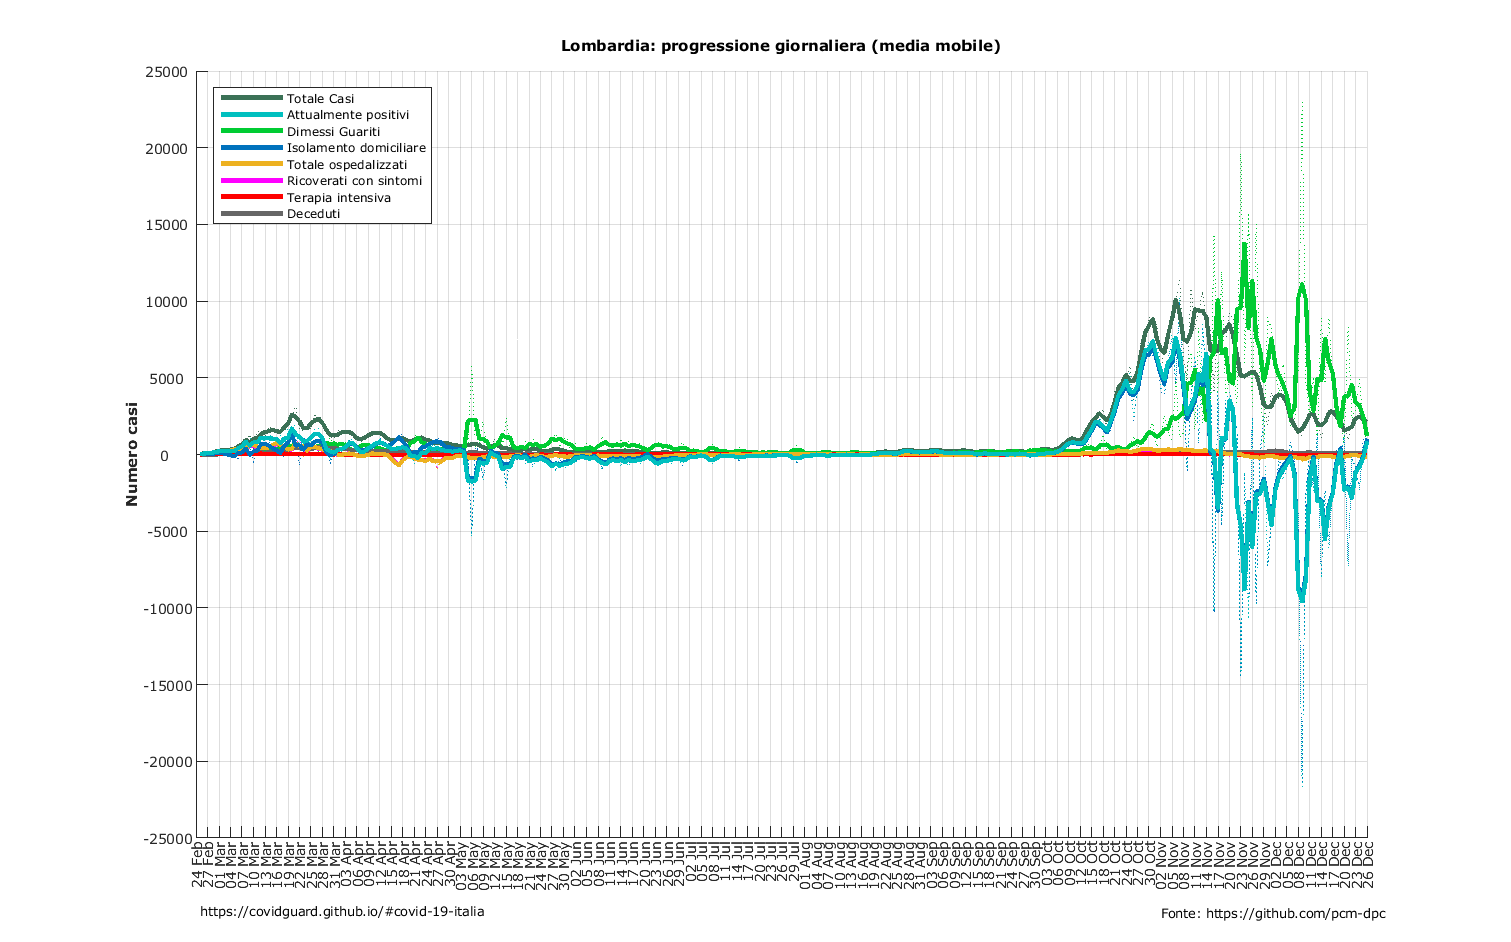 Lombardia: progressione giornaliera (media mobile)
25000
20000
15000
10000
5000
0
-5000
-10000
-15000
-20000
-25000
Numero casi
Totale Casi
Attualmente positivi
Dimessi Guariti
Isolamento domiciliare
Totale ospedalizzati
Ricoverati con sintomi
Terapia intensiva
Deceduti
24 Feb
27 Feb
01 Mar
04 Mar
07 Mar
10 Mar
13 Mar
16 Mar
19 Mar
22 Mar
25 Mar
28 Mar
31 Mar
03 Apr
06 Apr
09 Apr
12 Apr
15 Apr
18 Apr
21 Apr
24 Apr
27 Apr
30 Apr
03 May
06 May
09 May
12 May
15 May
18 May
21 May
24 May
27 May
30 May
02 Jun
05 Jun
08 Jun
11 Jun
14 Jun
17 Jun
20 Jun
23 Jun
26 Jun
29 Jun
02 Jul
05 Jul
08 Jul
11 Jul
14 Jul
17 Jul
20 Jul
23 Jul
26 Jul
29 Jul
01 Aug
04 Aug
07 Aug
10 Aug
13 Aug
16 Aug
19 Aug
22 Aug
25 Aug
28 Aug
31 Aug
03 Sep
06 Sep
09 Sep
12 Sep
15 Sep
18 Sep
21 Sep
24 Sep
27 Sep
30 Sep
03 Oct
06 Oct
09 Oct
12 Oct
15 Oct
18 Oct
21 Oct
24 Oct
27 Oct
30 Oct
02 Nov
05 Nov
08 Nov
11 Nov
14 Nov
17 Nov
20 Nov
23 Nov
26 Nov
29 Nov
02 Dec
05 Dec
08 Dec
11 Dec
14 Dec
17 Dec
20 Dec
23 Dec
26 Dec
https://covidguard.github.io/#covid-19-italia
Fonte: https://github.com/pcm-dpc